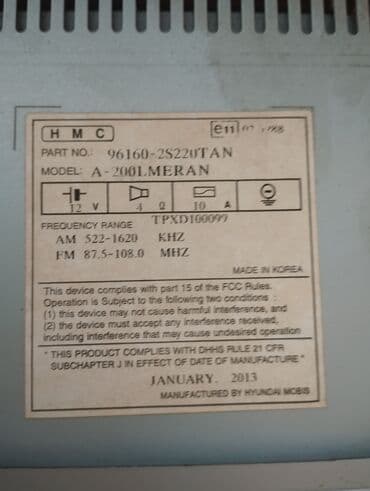 HMC e11
PART NO.: 96160-2S220TAN
MODEL: A-200LMERAN
12 V 4 Ω 10 A
TPXD100099
FREQUENCY RANGE
AM 522-1620 KHZ
FM 87.5-108.0 MHZ
MADE IN KOREA
This device complies with part 15 of the FCC Rules.
Operation is Subject to the following two conditions :
(1) this device may not cause harmful interference, and
(2) the device must accept any interference received,
including interference that may cause undesired operation
" THIS PRODUCT COMPLIES WITH DHHS RULE 21 CFR
SUBCHAPTER J IN EFFECT OF DATE OF MANUFACTURE "
JANUARY. 2013
MANUFACTURED BY HYUNDAI MOBIS